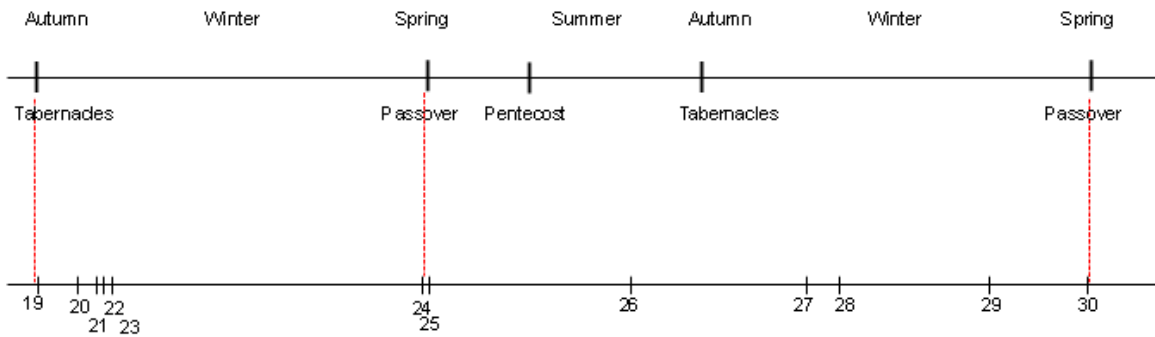 Autumn Winter Spring Summer Autumn Winter Spring
Tabernacles Passover Pentecost Tabernacles Passover
19 20 22 24 26 27 28 29 30
21 23 25